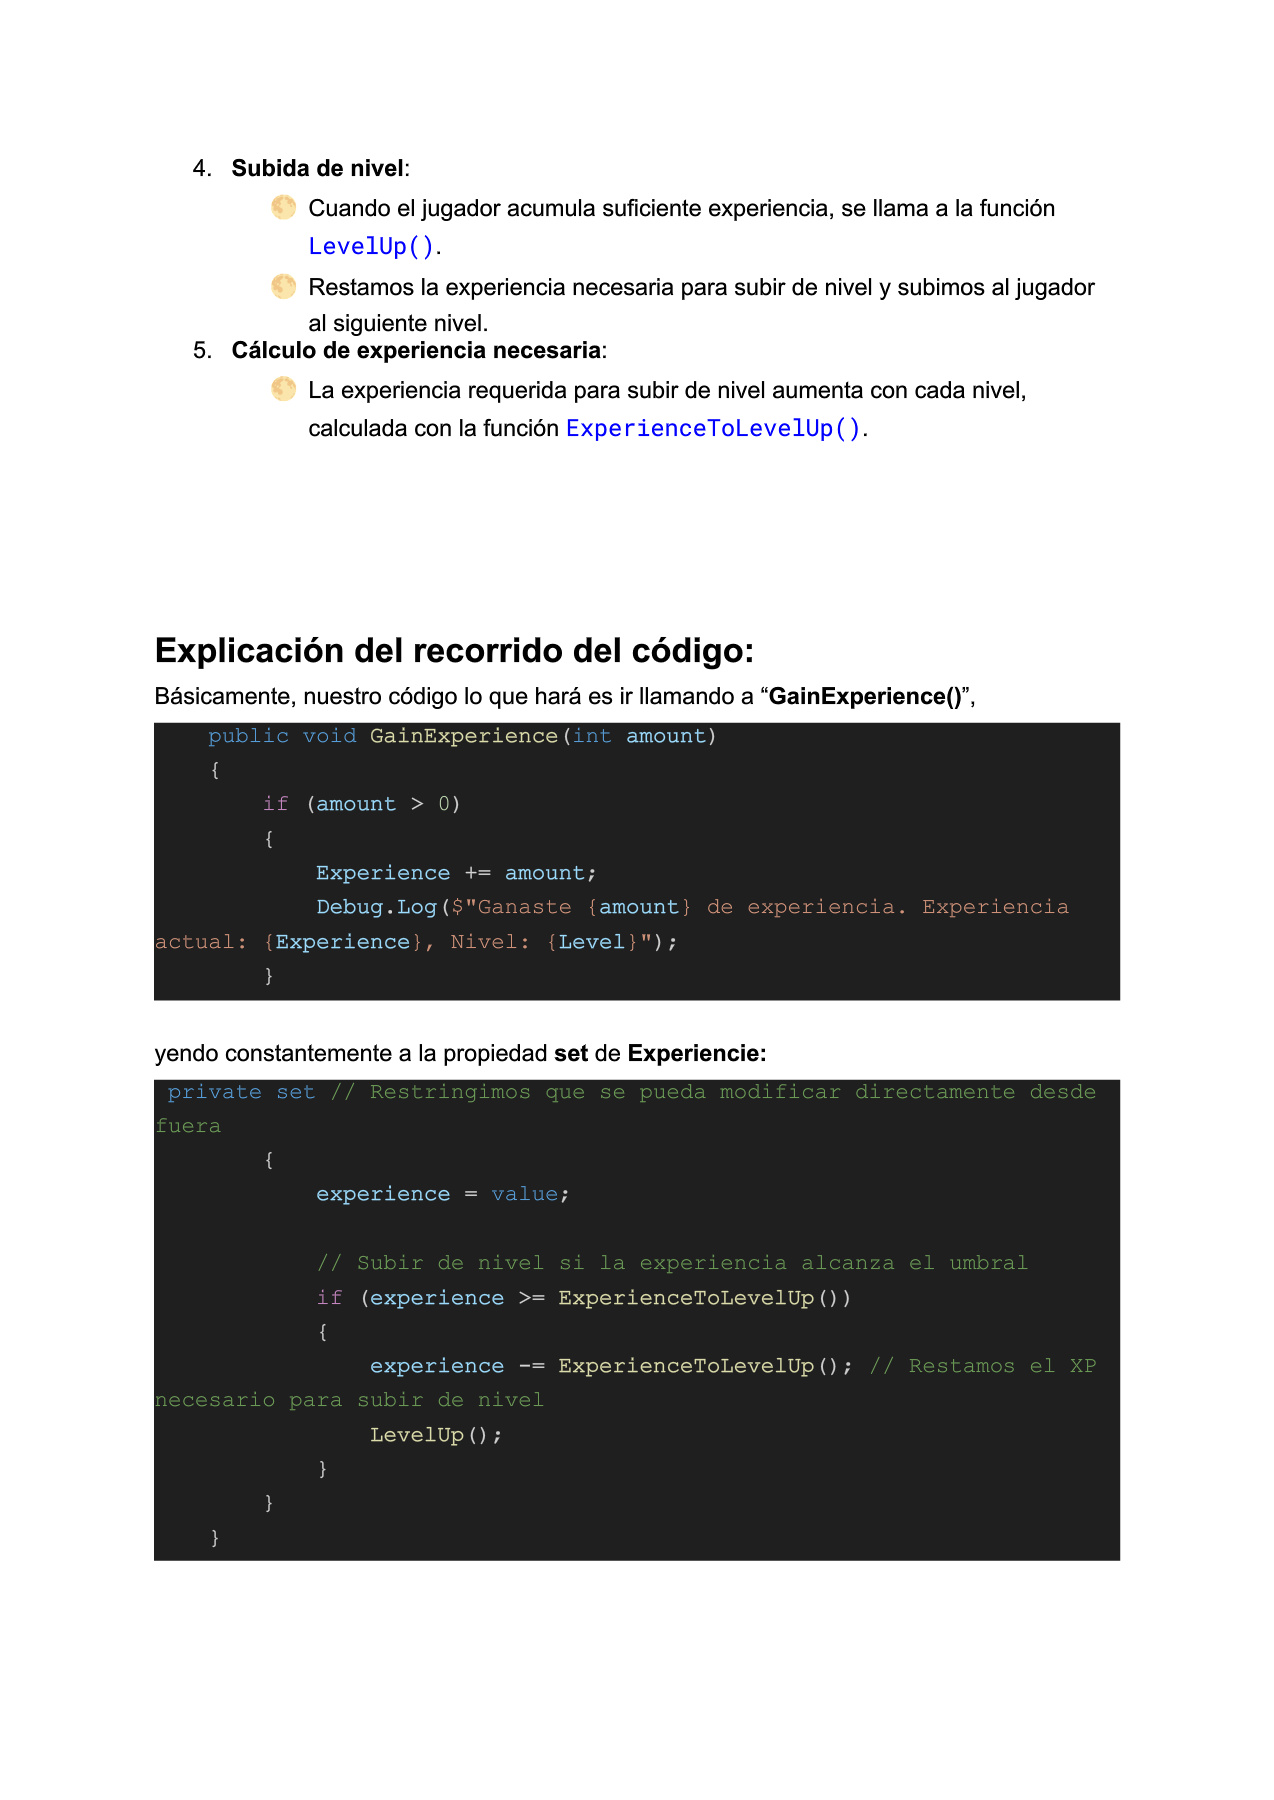 4. Subida de nivel:
Cuando el jugador acumula suficiente experiencia, se llama a la función
LevelUp().
Restamos la experiencia necesaria para subir de nivel y subimos al jugador
al siguiente nivel.
5. Cálculo de experiencia necesaria:
La experiencia requerida para subir de nivel aumenta con cada nivel,
calculada con la función ExperienceToLevelUp().
Explicación del recorrido del código:
Básicamente, nuestro código lo que hará es ir llamando a “GainExperience()”,
public void GainExperience(int amount)
{
if (amount > 0)
{
Experience += amount;
Debug.Log($"Ganaste {amount} de experiencia. Experiencia
actual: {Experience}, Nivel: {Level}");
}
yendo constantemente a la propiedad set de Experiencie:
private set // Restringimos que se pueda modificar directamente desde
fuera
{
experience = value;
// Subir de nivel si la experiencia alcanza el umbral
if (experience >= ExperienceToLevelUp())
{
experience -= ExperienceToLevelUp(); // Restamos el XP
necesario para subir de nivel
LevelUp();
}
}
}